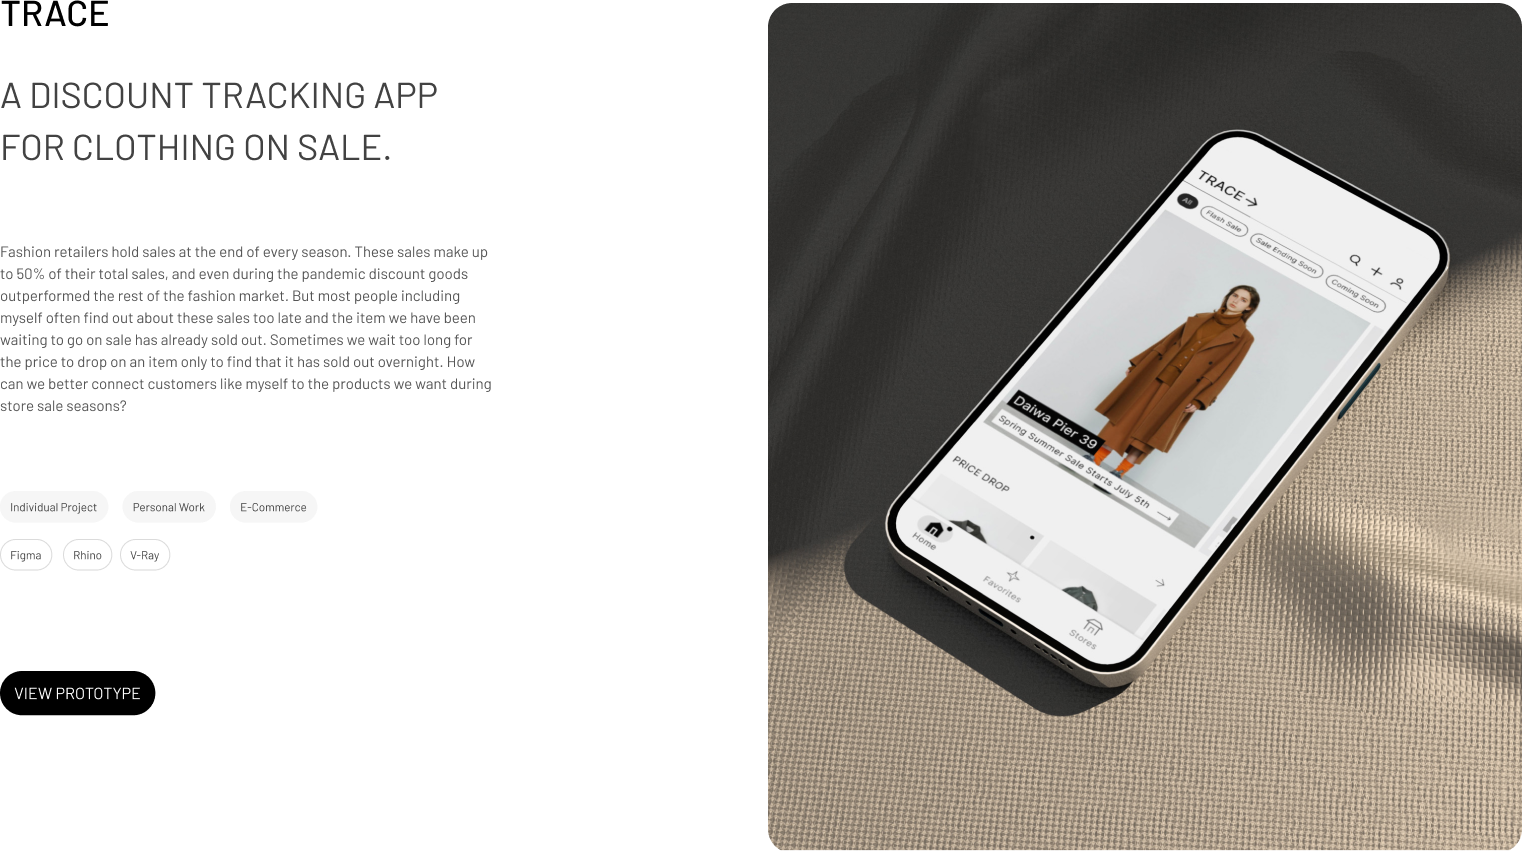 TRACE
A DISCOUNT TRACKING APP
FOR CLOTHING ON SALE.
Fashion retailers hold sales at the end of every season. These sales make up
to 50% of their total sales, and even during the pandemic discount goods
outperformed the rest of the fashion market. But most people including
myself often find out about these sales too late and the item we have been
waiting to go on sale has already sold out. Sometimes we wait too long for
the price to drop on an item only to find that it has sold out overnight. How
can we better connect customers like myself to the products we want during
store sale seasons?
Individual Project
Personal Work
E-Commerce
Figma
Rhino
V-Ray
VIEW PROTOTYPE
TRACE
All
Flash Sale
Sale Ending Soon
Coming Soon
Daiwa Pier 39
Spring Summer Sale Starts July 5th
PRICE DROP
Home
Favorites
Stores